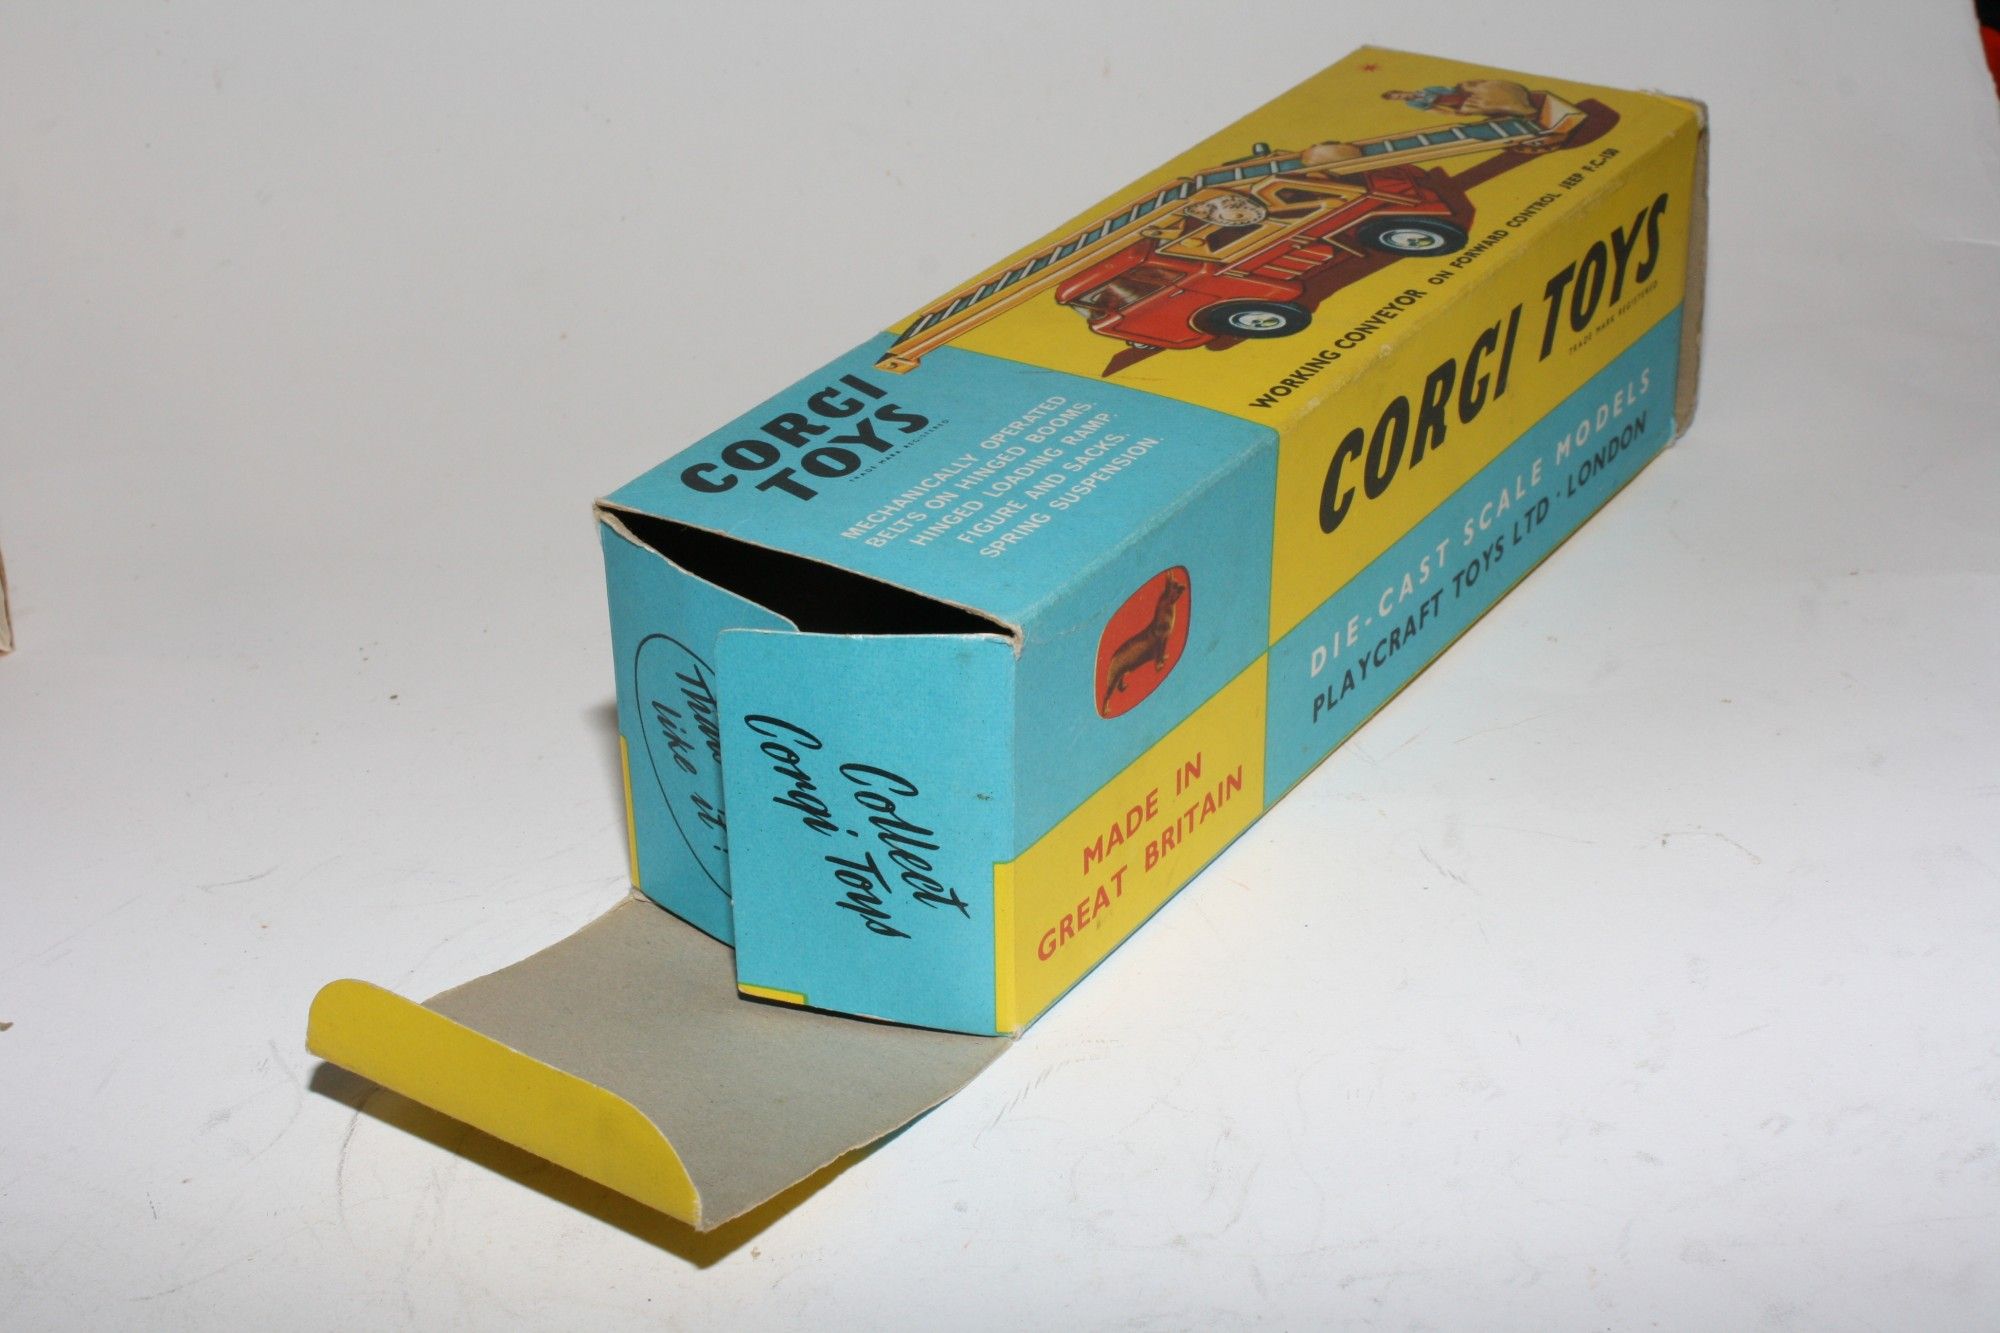 CORGI
TOYS
TRADE MARK REGISTERED
MECHANICALLY OPERATED
BELTS ON HINGED BOOMS.
HINGED LOADING RAMP.
FIGURE AND SACKS.
SPRING SUSPENSION.
WORKING CONVEYOR ON FORWARD CONTROL JEEP F.C.-150
CORGI TOYS
TRADE MARK REGISTERED
DIE-CAST SCALE MODELS
PLAYCRAFT TOYS LTD · LONDON
MADE IN
GREAT BRITAIN
Collect
Corgi Toys
like it!